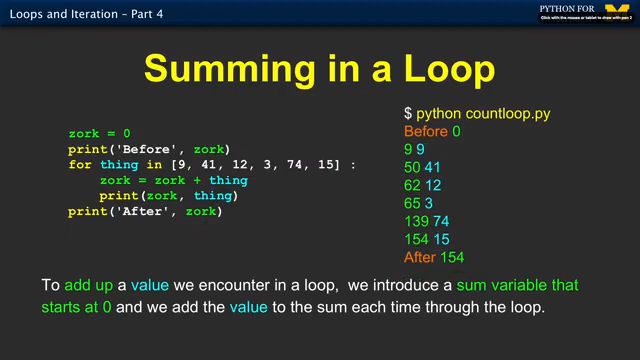 Loops and Iteration – Part 4
PYTHON FOR
Click with the mouse or tablet to draw with pen 2
Summing in a Loop
zork = 0
print('Before', zork)
for thing in [9, 41, 12, 3, 74, 15] :
    zork = zork + thing
    print(zork, thing)
print('After', zork)
$ python countloop.py
Before 0
9 9
50 41
62 12
65 3
139 74
154 15
After 154
To add up a value we encounter in a loop, we introduce a sum variable that
starts at 0 and we add the value to the sum each time through the loop.